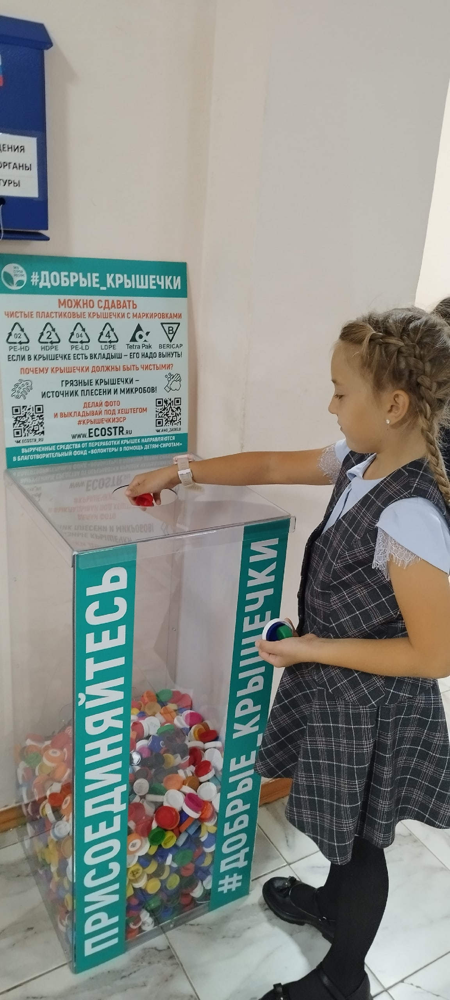 ОРГАНЫ
ЭКО
СТРОЙ
РЕСУРС
#ДОБРЫЕ_КРЫШЕЧКИ
МОЖНО СДАВАТЬ
ЧИСТЫЕ ПЛАСТИКОВЫЕ КРЫШЕЧКИ С МАРКИРОВКАМИ
02 2 04 4 B
PE-HD HDPE PE-LD LDPE Tetra Pak BERICAP
ЕСЛИ В КРЫШЕЧКЕ ЕСТЬ ВКЛАДЫШ – ЕГО НАДО ВЫНУТЬ!
ПОЧЕМУ КРЫШЕЧКИ ДОЛЖНЫ БЫТЬ ЧИСТЫМИ?
ГРЯЗНЫЕ КРЫШЕЧКИ –
ИСТОЧНИК ПЛЕСЕНИ И МИКРОБОВ!
ДЕЛАЙ ФОТО
И ВЫКЛАДЫВАЙ ПОД ХЕШТЕГОМ
#КРЫШЕЧКИЭСР
WWW.ECOSTR.RU
ECOSTR_RU
ANO_ZADELO
ВЫРУЧЕННЫЕ СРЕДСТВА ОТ ПЕРЕРАБОТКИ КРЫШЕК НАПРАВЛЯЮТСЯ
В БЛАГОТВОРИТЕЛЬНЫЙ ФОНД «ВОЛОНТЕРЫ В ПОМОЩЬ ДЕТЯМ-СИРОТАМ»
ПРИСОЕДИНЯЙТЕСЬ
#ДОБРЫЕ_КРЫШЕЧКИ